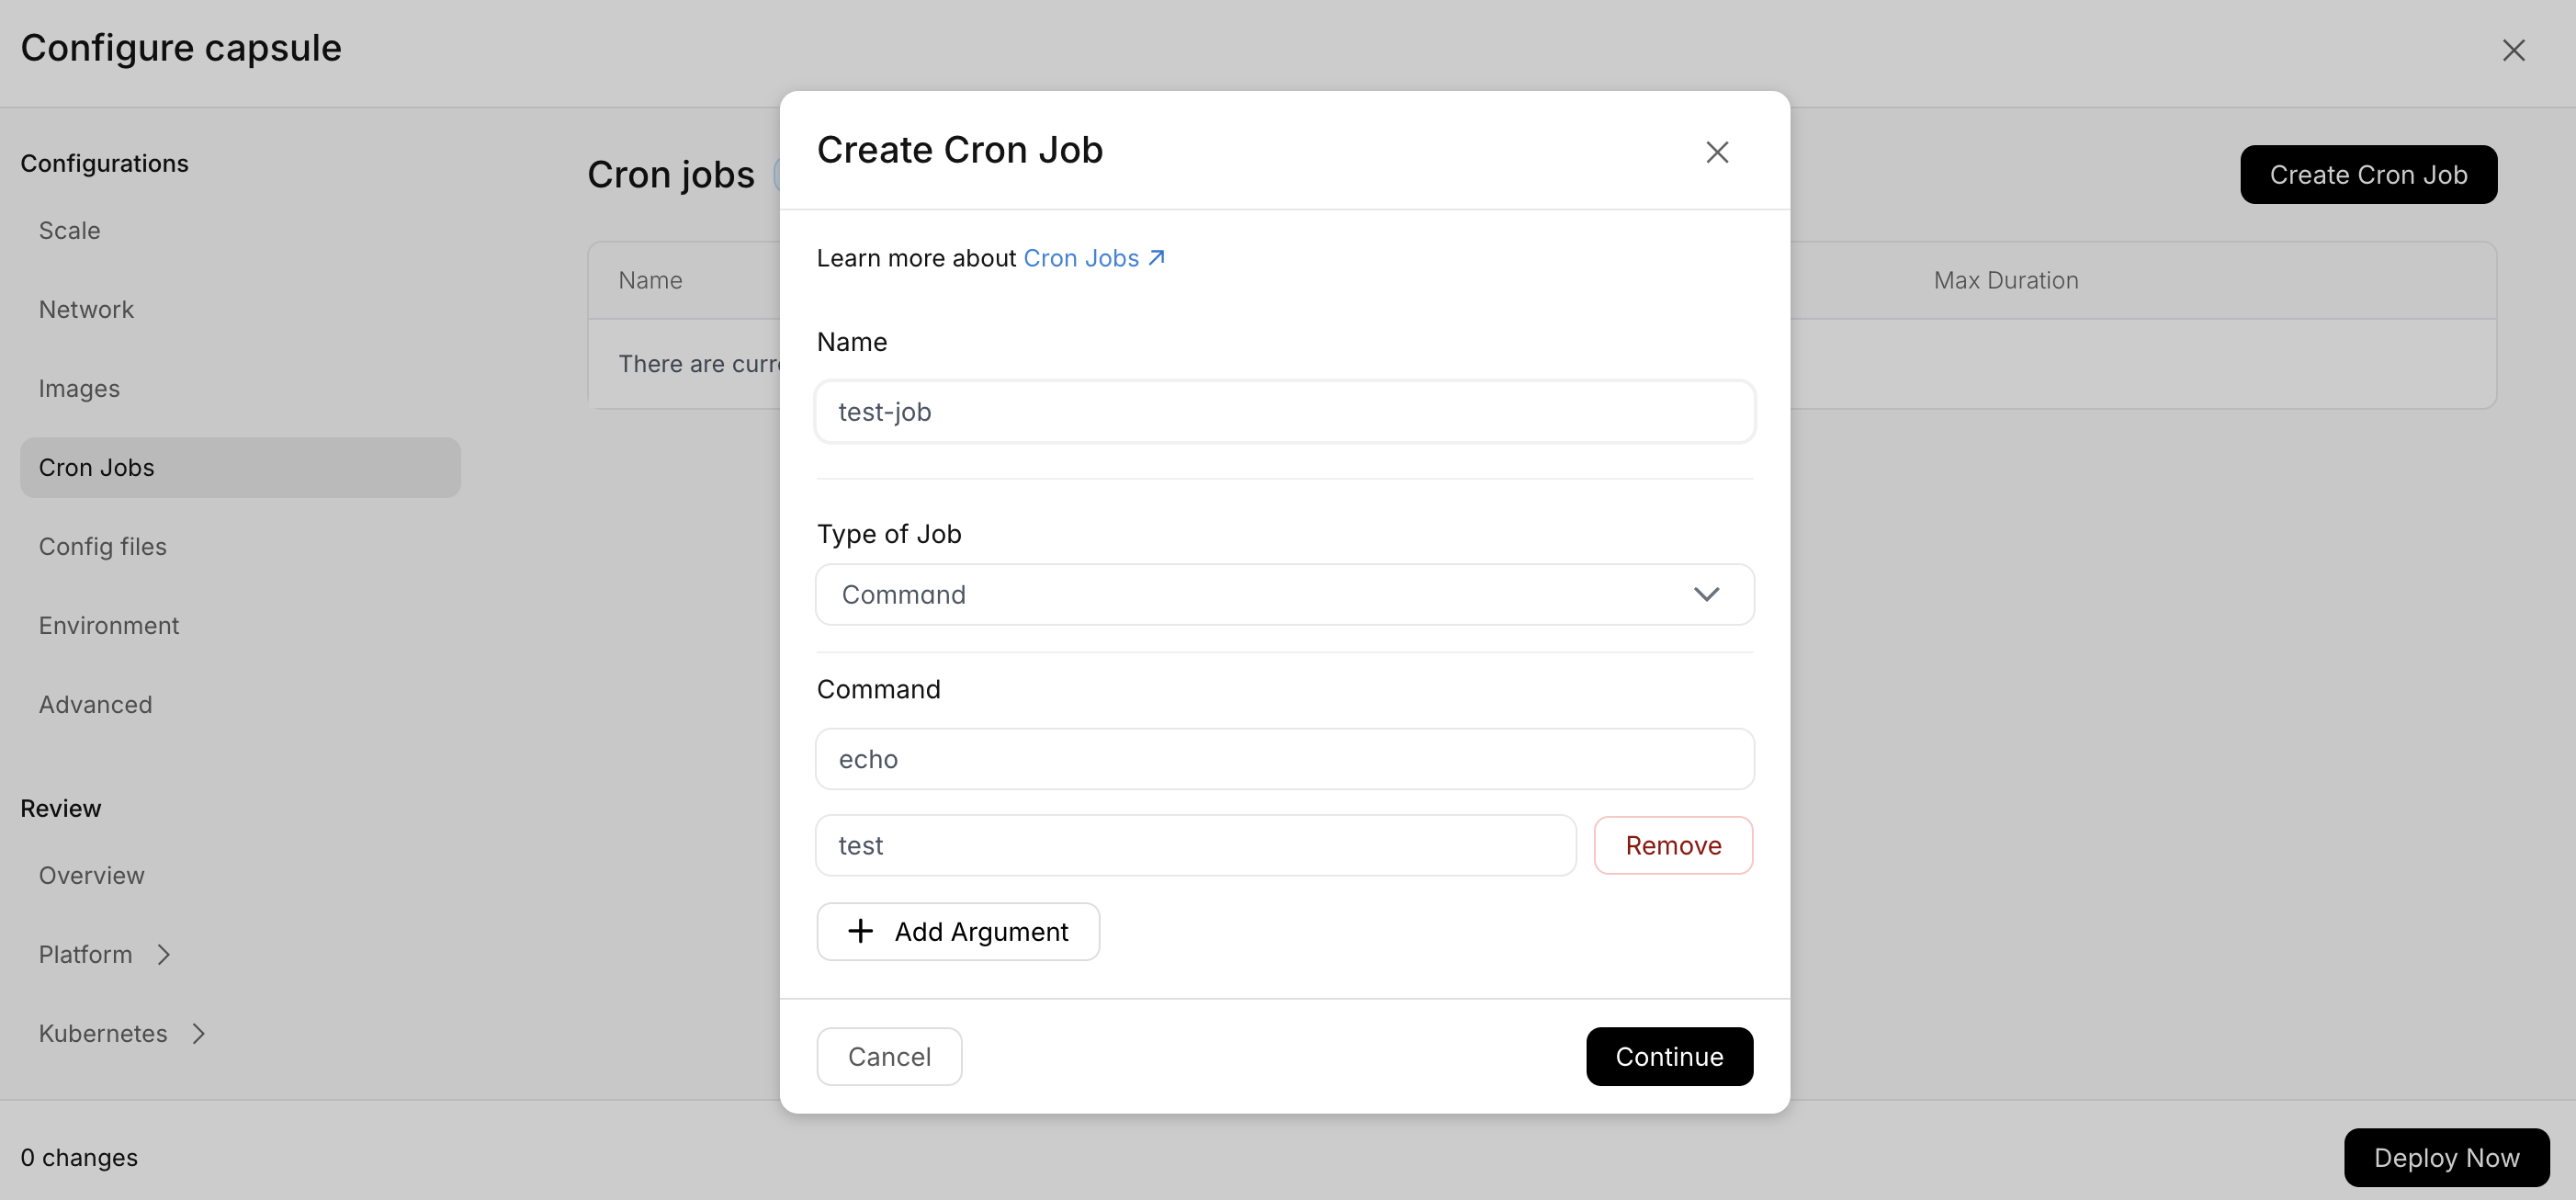 Configure capsule
Configurations
Scale
Network
Images
Cron Jobs
Config files
Environment
Advanced
Review
Overview
Platform
Kubernetes
0 changes
Cron jobs
Create Cron Job
Name
Max Duration
There are
Create Cron Job
Learn more about Cron Jobs
Name
test-job
Type of Job
Command
Command
echo
test
Remove
Add Argument
Cancel
Continue
Deploy Now